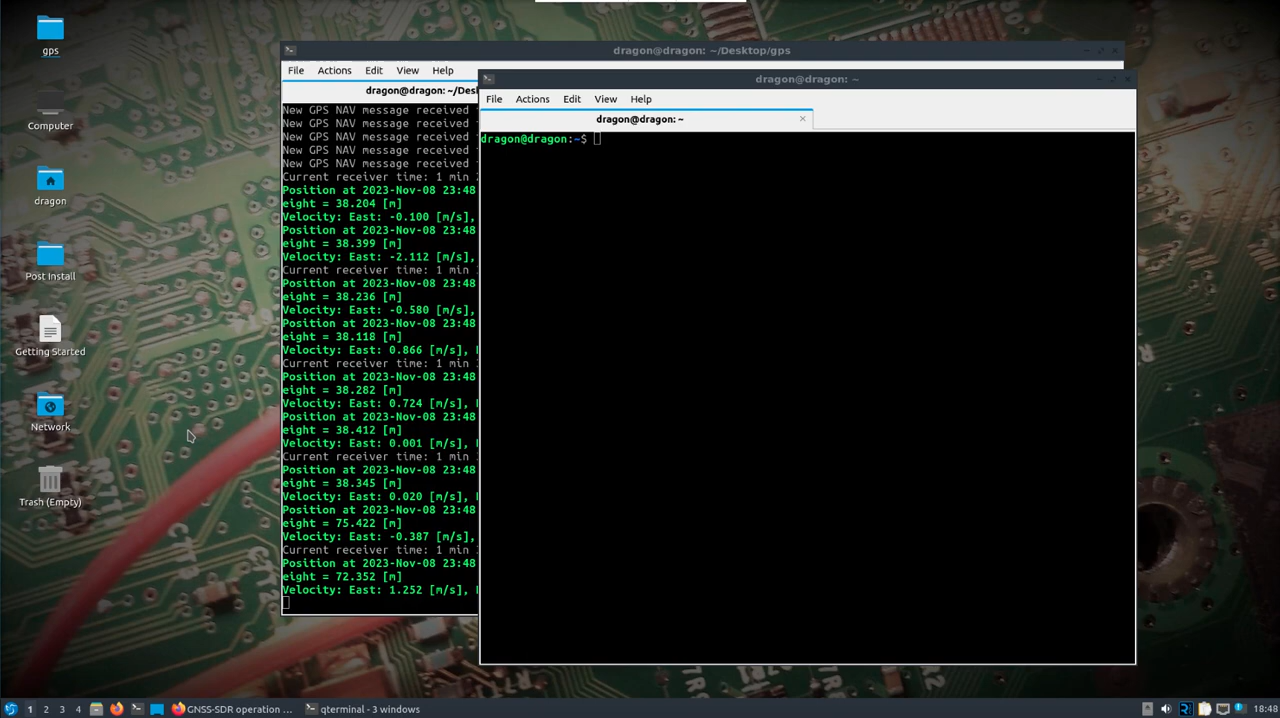 gps
Computer
dragon
Post Install
Getting Started
Network
Trash (Empty)
dragon@dragon: ~/Desktop/gps
File Actions Edit View Help
dragon@dragon: ~/Des
New GPS NAV message received
New GPS NAV message received
New GPS NAV message received
New GPS NAV message received
New GPS NAV message received
Current receiver time: 1 min
Position at 2023-Nov-08 23:48
eight = 38.204 [m]
Velocity: East: -0.100 [m/s],
Position at 2023-Nov-08 23:48
eight = 38.399 [m]
Velocity: East: -2.112 [m/s],
Current receiver time: 1 min
Position at 2023-Nov-08 23:48
eight = 38.236 [m]
Velocity: East: -0.580 [m/s],
Position at 2023-Nov-08 23:48
eight = 38.118 [m]
Velocity: East: 0.866 [m/s],
Current receiver time: 1 min
Position at 2023-Nov-08 23:48
eight = 38.282 [m]
Velocity: East: 0.724 [m/s],
Position at 2023-Nov-08 23:48
eight = 38.412 [m]
Velocity: East: 0.001 [m/s],
Current receiver time: 1 min
Position at 2023-Nov-08 23:48
eight = 38.345 [m]
Velocity: East: 0.020 [m/s],
Position at 2023-Nov-08 23:48
eight = 75.422 [m]
Velocity: East: -0.387 [m/s],
Current receiver time: 1 min
Position at 2023-Nov-08 23:48
eight = 72.352 [m]
Velocity: East: 1.252 [m/s],
dragon@dragon: ~
File Actions Edit View Help
dragon@dragon: ~
dragon@dragon:~$
1 2 3 4 GNSS-SDR operation ... qterminal - 3 windows 18:48